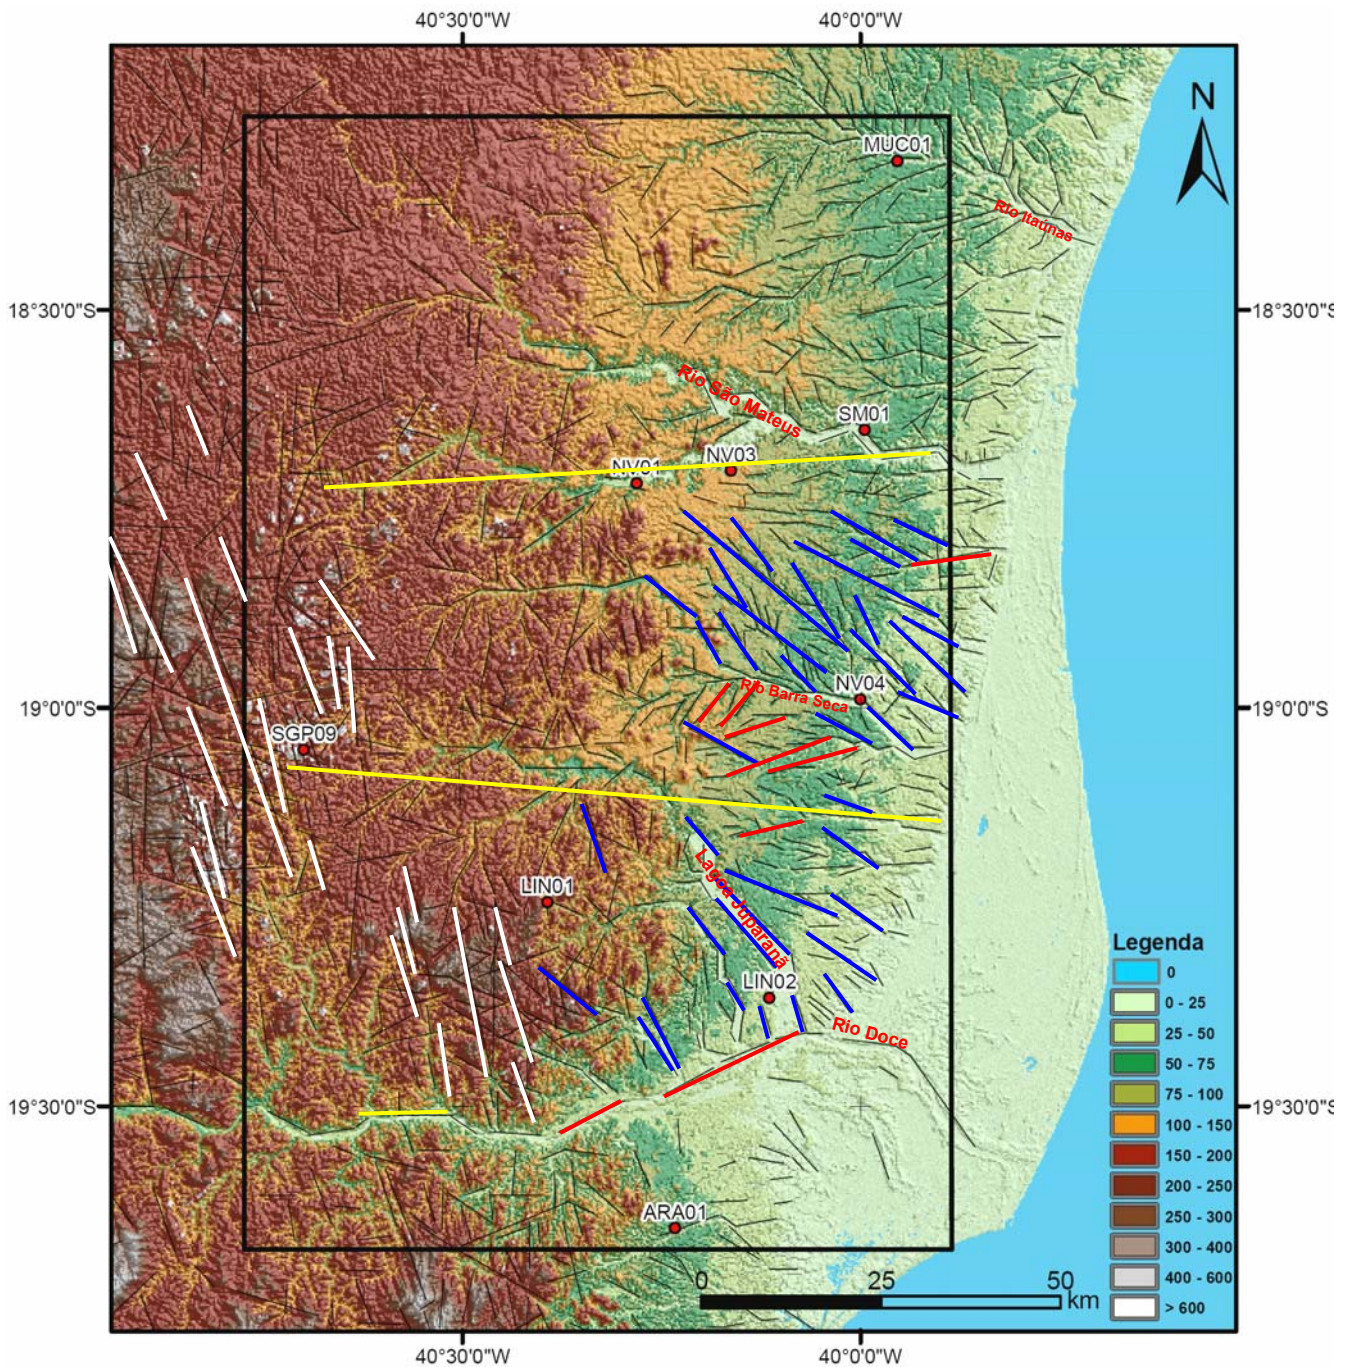 40°30'0"W 40°0'0"W
N
MUC01
Rio Itaúnas
18°30'0"S 18°30'0"S
Rio São Mateus
SM01
NV03
NV01
NV04
Rio Barra Seca
19°0'0"S 19°0'0"S
SGP09
Lagoa Juparanã
LIN01
LIN02
Rio Doce
19°30'0"S 19°30'0"S
ARA01
Legenda
0
0 - 25
25 - 50
50 - 75
75 - 100
100 - 150
150 - 200
200 - 250
250 - 300
300 - 400
400 - 600
> 600
0 25 50
km
40°30'0"W 40°0'0"W